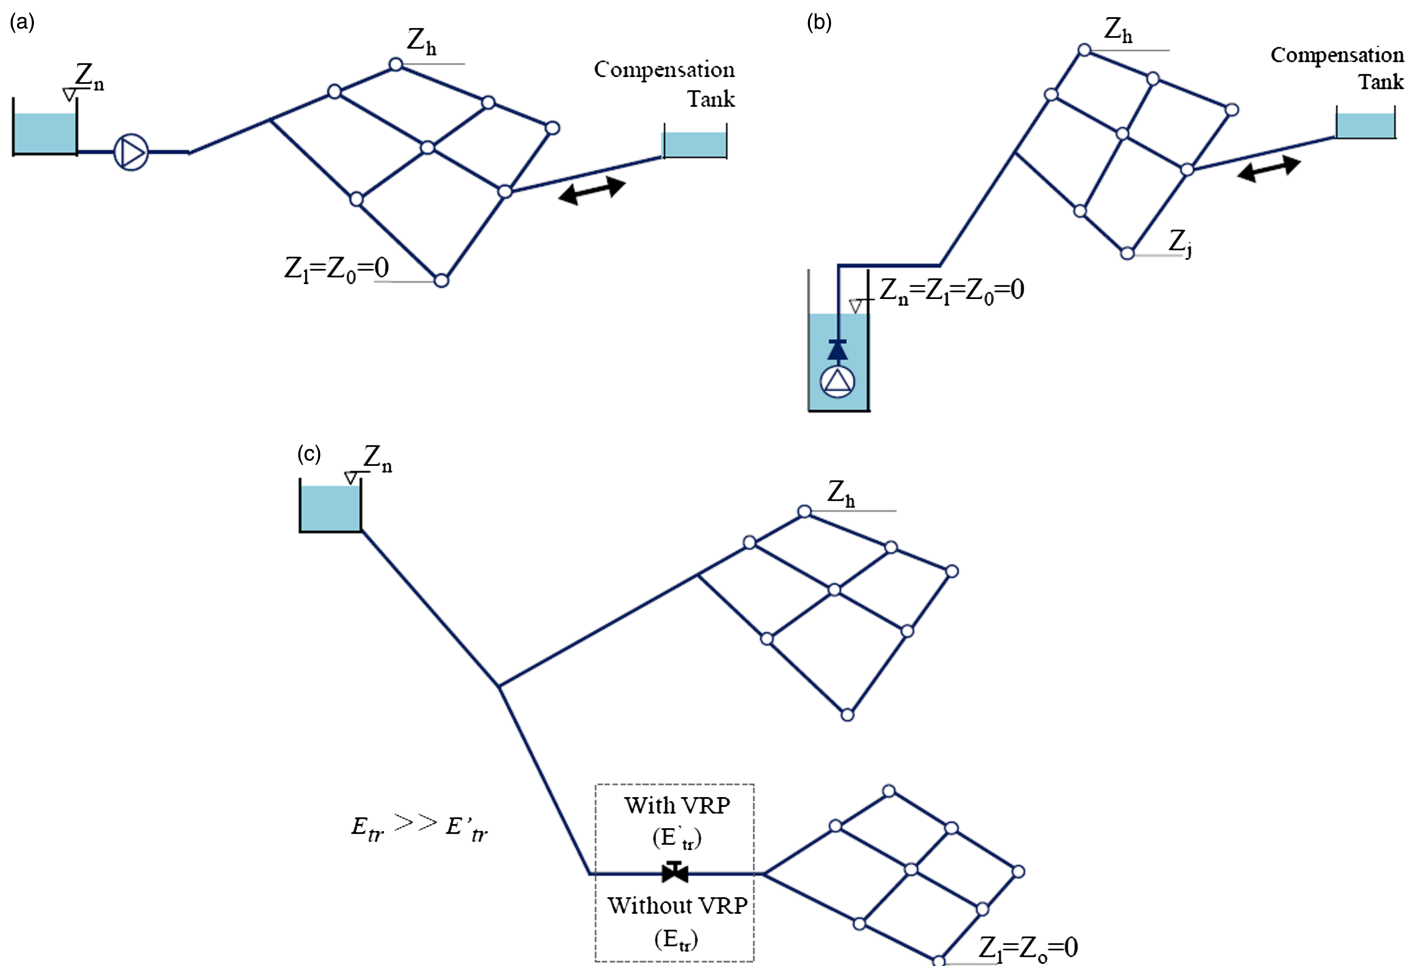 (a)
Zh
Zn
Compensation
Tank
Zl=Z0=0
(b)
Zh
Compensation
Tank
Zj
Zn=Zl=Z0=0
(c)
Zn
Zh
Etr >> E’tr
With VRP
(E'tr)
Without VRP
(Etr)
Zl=Zo=0